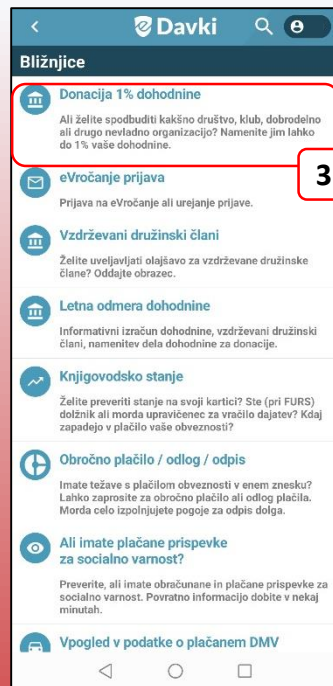 eDavki
Bližnjice
Donacija 1% dohodnine
Ali želite spodbuditi kakšno društvo, klub, dobrodelno
ali drugo nevladno organizacijo? Namenite jim lahko
do 1% vaše dohodnine.
3
eVročanje prijava
Prijava na eVročanje ali urejanje prijave.
Vzdrževani družinski člani
Želite uveljavljati olajšavo za vzdrževane družinske
člane? Oddajte obrazec.
Letna odmera dohodnine
Informativni izračun dohodnine, vzdrževani družinski
člani, namenitev dela dohodnine za donacije.
Knjigovodsko stanje
Želite preveriti stanje na svoji kartici? Ste (pri FURS)
dolžnik ali morda upravičenec za vračilo dajatev? Kdaj
zapadejo v plačilo vaše obveznosti?
Obročno plačilo / odlog / odpis
Imate težave s plačilom obveznosti v enem znesku?
Lahko zaprosite za obročno plačilo ali odlog plačila.
Morda celo izpolnjujete pogoje za odpis dolga.
Ali imate plačane prispevke
za socialno varnost?
Preverite, ali imate obračunane in plačane prispevke za
socialno varnost. Povratno informacijo dobite v nekaj
minutah.
Vpogled v podatke o plačanem DMV